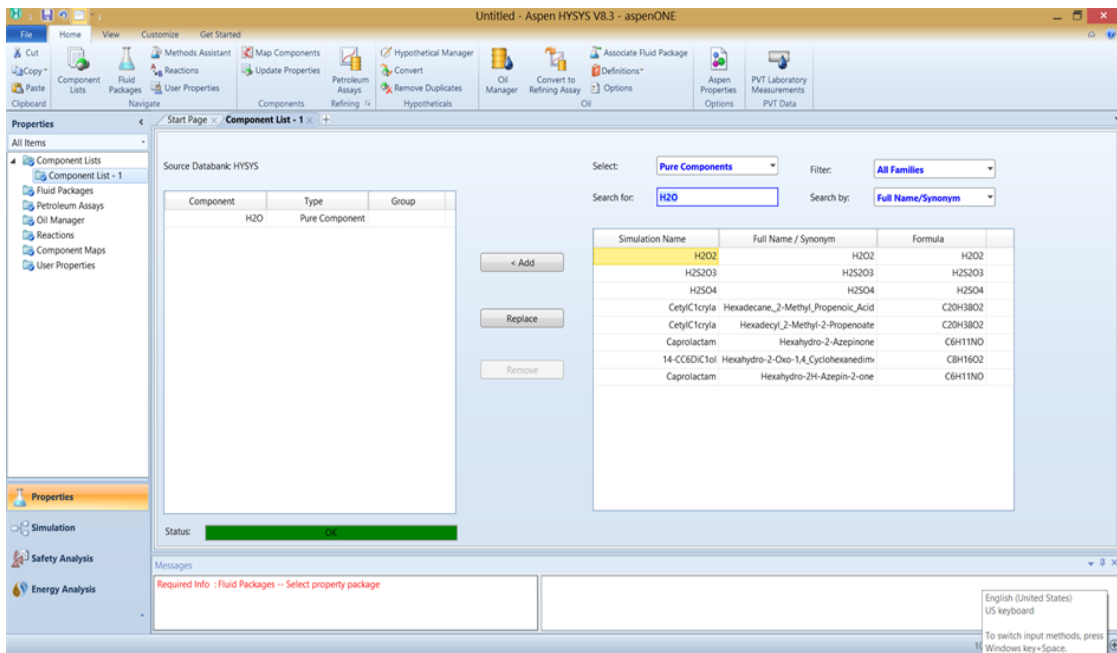 Untitled - Aspen HYSYS V8.3 - aspenONE
File Home View Customize Get Started
Cut
Copy
Paste
Clipboard
Component Lists
Fluid Packages
Methods Assistant
Reactions
User Properties
Navigate
Map Components
Update Properties
Components
Petroleum Assays
Refining
Hypothetical Manager
Convert
Remove Duplicates
Hypotheticals
Oil Manager
Convert to Refining Assay
Associate Fluid Package
Definitions
Options
Oil
Aspen Properties
Options
PVT Laboratory Measurements
PVT Data
Properties
All Items
Component Lists
Component List - 1
Fluid Packages
Petroleum Assays
Oil Manager
Reactions
Component Maps
User Properties
Properties
Simulation
Safety Analysis
Energy Analysis
Start Page Component List - 1 +
Source Databank: HYSYS
Component Type Group
H2O Pure Component
< Add
Replace
Remove
Select: Pure Components Filter: All Families
Search for: H2O Search by: Full Name/Synonym
Simulation Name Full Name / Synonym Formula
H2O2 H2O2 H2O2
H2S2O3 H2S2O3 H2S2O3
H2SO4 H2SO4 H2SO4
CetylC1cryla Hexadecane,_2-Methyl_Propenoic_Acid C20H38O2
CetylC1cryla Hexadecyl_2-Methyl-2-Propenoate C20H38O2
Caprolactam Hexahydro-2-Azepinone C6H11NO
14-CC6DiC1ol Hexahydro-2-Oxo-1,4_Cyclohexanedim C8H16O2
Caprolactam Hexahydro-2H-Azepin-2-one C6H11NO
Status: OK
Messages
Required Info : Fluid Packages -- Select property package
English (United States)
US keyboard
To switch input methods, press
Windows key+Space.